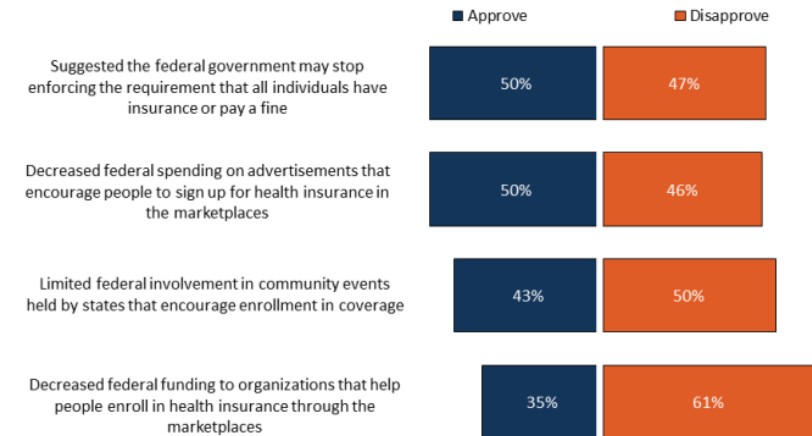 Approve Disapprove
Suggested the federal government may stop
enforcing the requirement that all individuals have
insurance or pay a fine
50% 47%
Decreased federal spending on advertisements that
encourage people to sign up for health insurance in
the marketplaces
50% 46%
Limited federal involvement in community events
held by states that encourage enrollment in coverage
43% 50%
Decreased federal funding to organizations that help
people enroll in health insurance through the
marketplaces
35% 61%